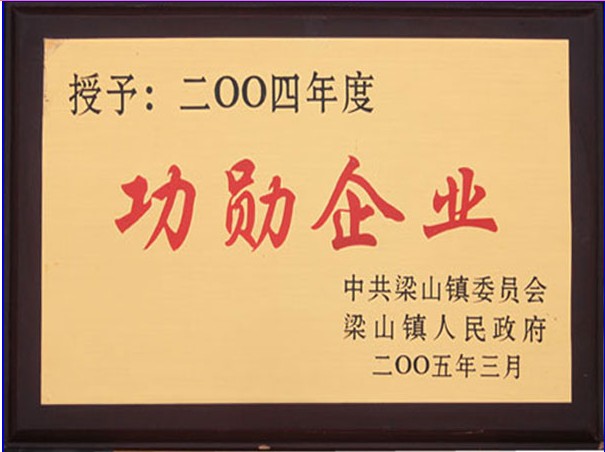 授予：二OO四年度
功勋企业
中共梁山镇委员会
梁山镇人民政府
二OO五年三月